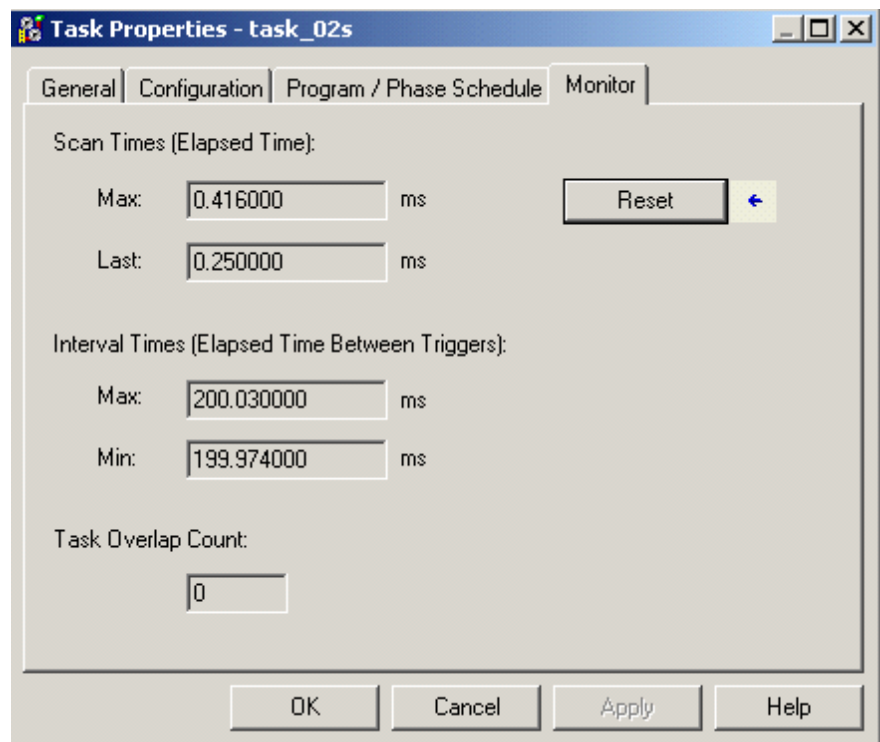 Task Properties - task_02s
General Configuration Program / Phase Schedule Monitor
Scan Times (Elapsed Time):
Max: 0.416000 ms Reset
Last: 0.250000 ms
Interval Times (Elapsed Time Between Triggers):
Max: 200.030000 ms
Min: 199.974000 ms
Task Overlap Count:
0
OK Cancel Apply Help